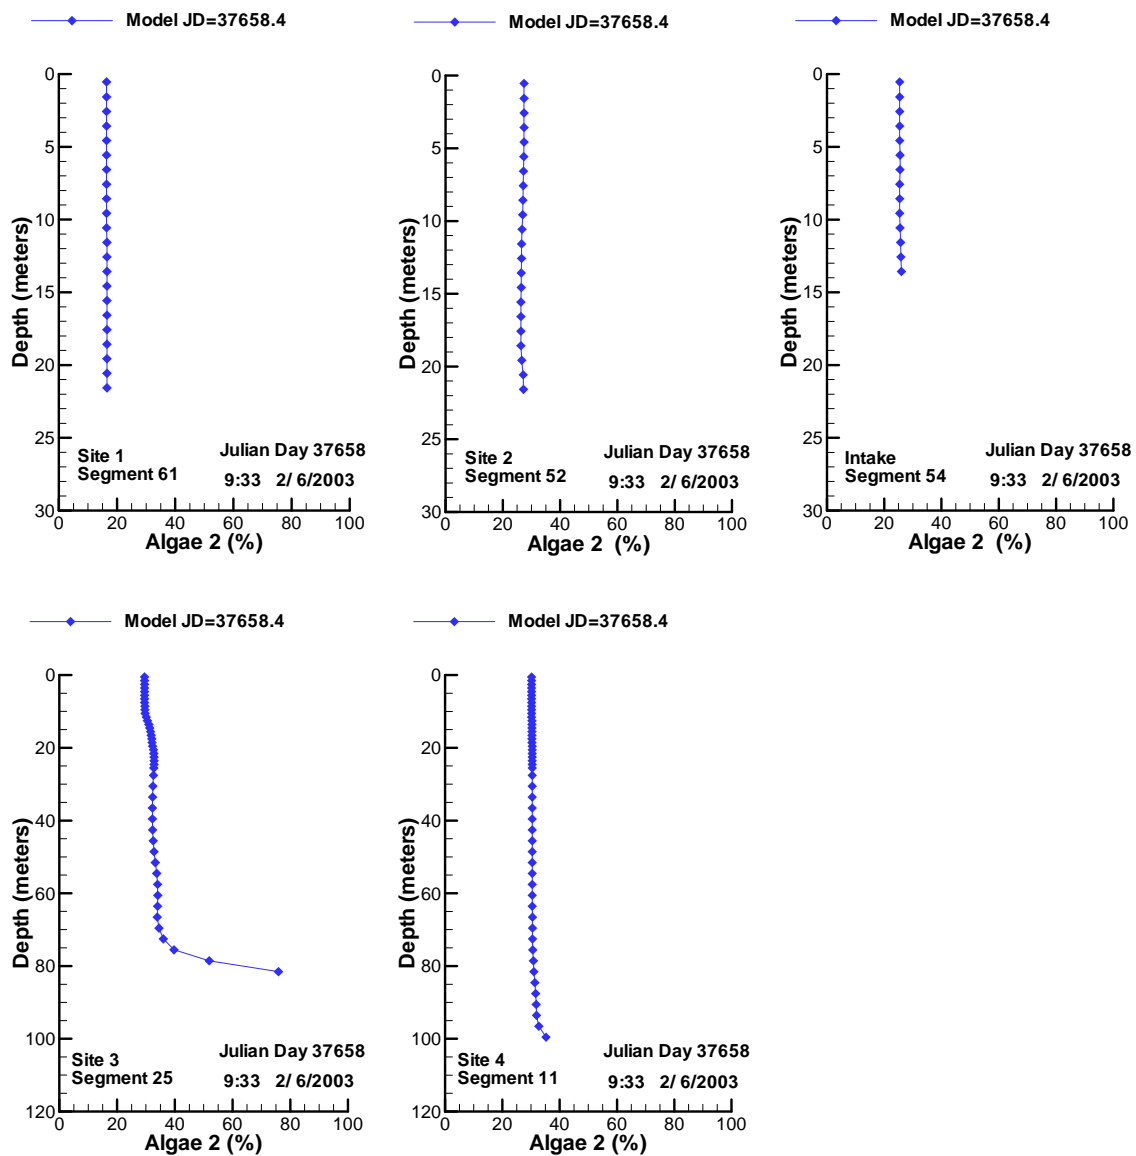 Model JD=37658.4
0
5
10
15
20
25
30
0 20 40 60 80 100
Depth (meters)
Algae 2 (%)
Site 1
Segment 61
Julian Day 37658
9:33 2/ 6/2003
Model JD=37658.4
0
5
10
15
20
25
30
0 20 40 60 80 100
Depth (meters)
Algae 2 (%)
Site 2
Segment 52
Julian Day 37658
9:33 2/ 6/2003
Model JD=37658.4
0
5
10
15
20
25
30
0 20 40 60 80 100
Depth (meters)
Algae 2 (%)
Intake
Segment 54
Julian Day 37658
9:33 2/ 6/2003
Model JD=37658.4
0
20
40
60
80
100
120
0 20 40 60 80 100
Depth (meters)
Algae 2 (%)
Site 3
Segment 25
Julian Day 37658
9:33 2/ 6/2003
Model JD=37658.4
0
20
40
60
80
100
120
0 20 40 60 80 100
Depth (meters)
Algae 2 (%)
Site 4
Segment 11
Julian Day 37658
9:33 2/ 6/2003